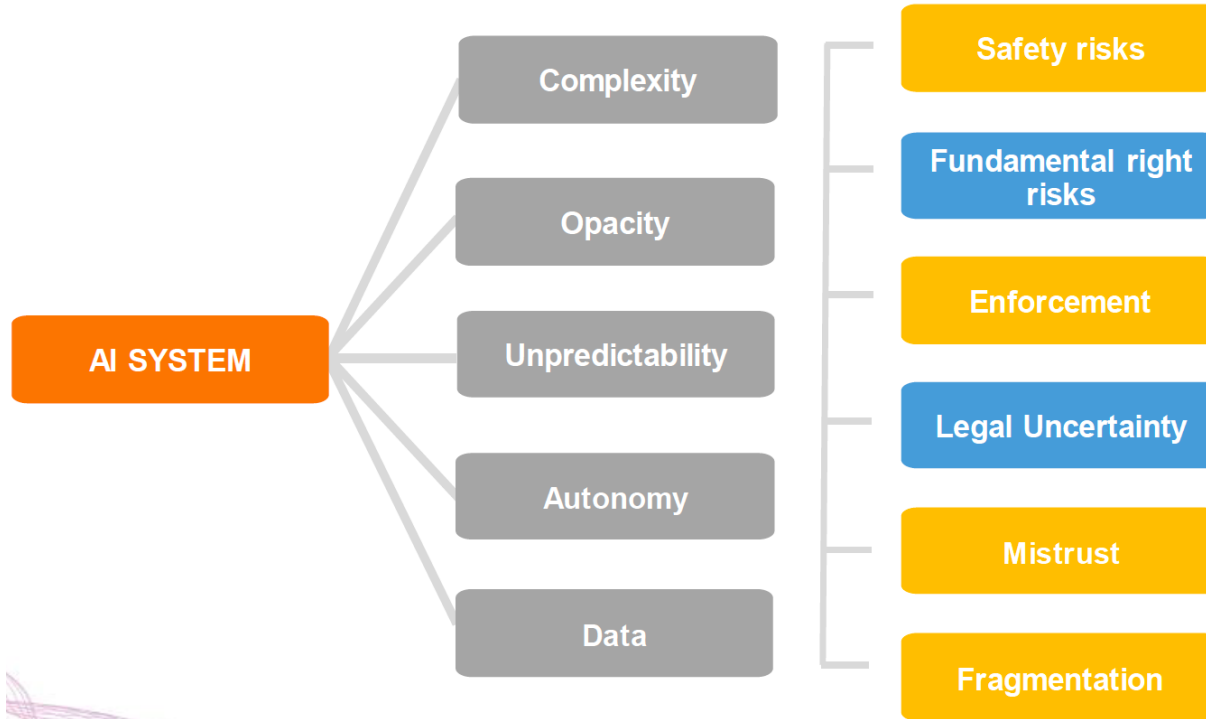 AI SYSTEM
Complexity
Opacity
Unpredictability
Autonomy
Data
Safety risks
Fundamental right
risks
Enforcement
Legal Uncertainty
Mistrust
Fragmentation